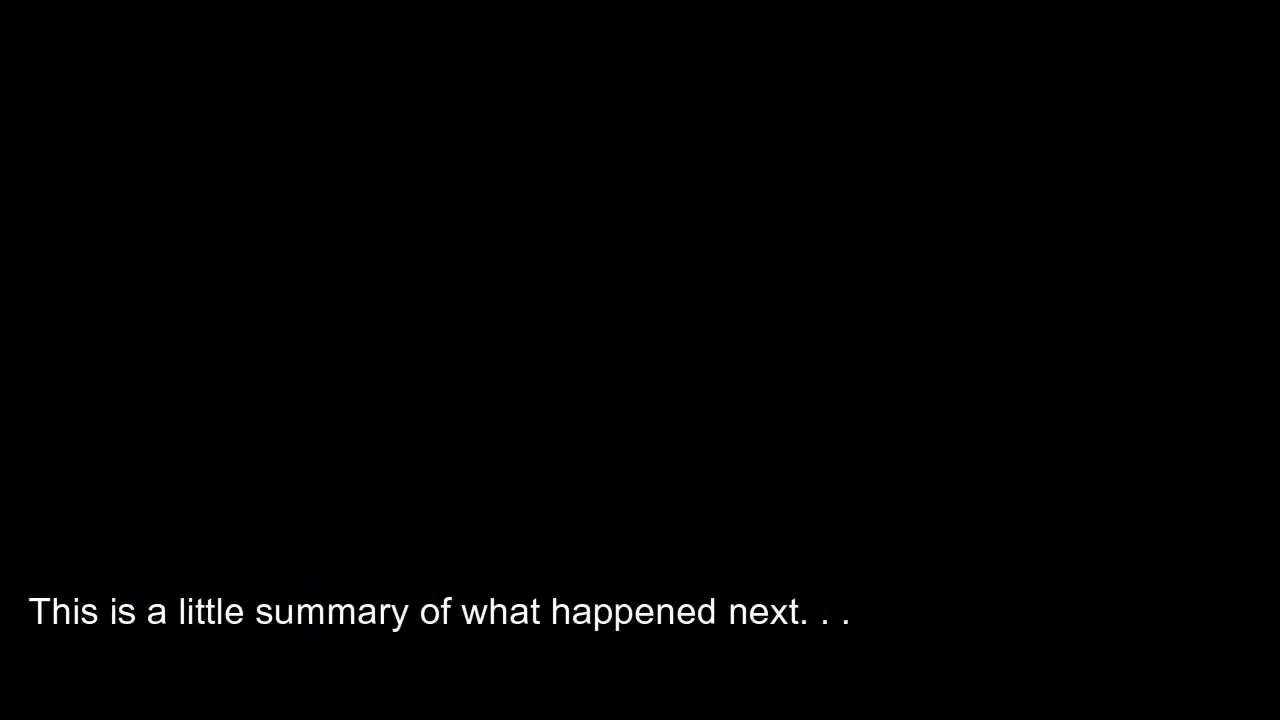 This is a little summary of what happened next. . .